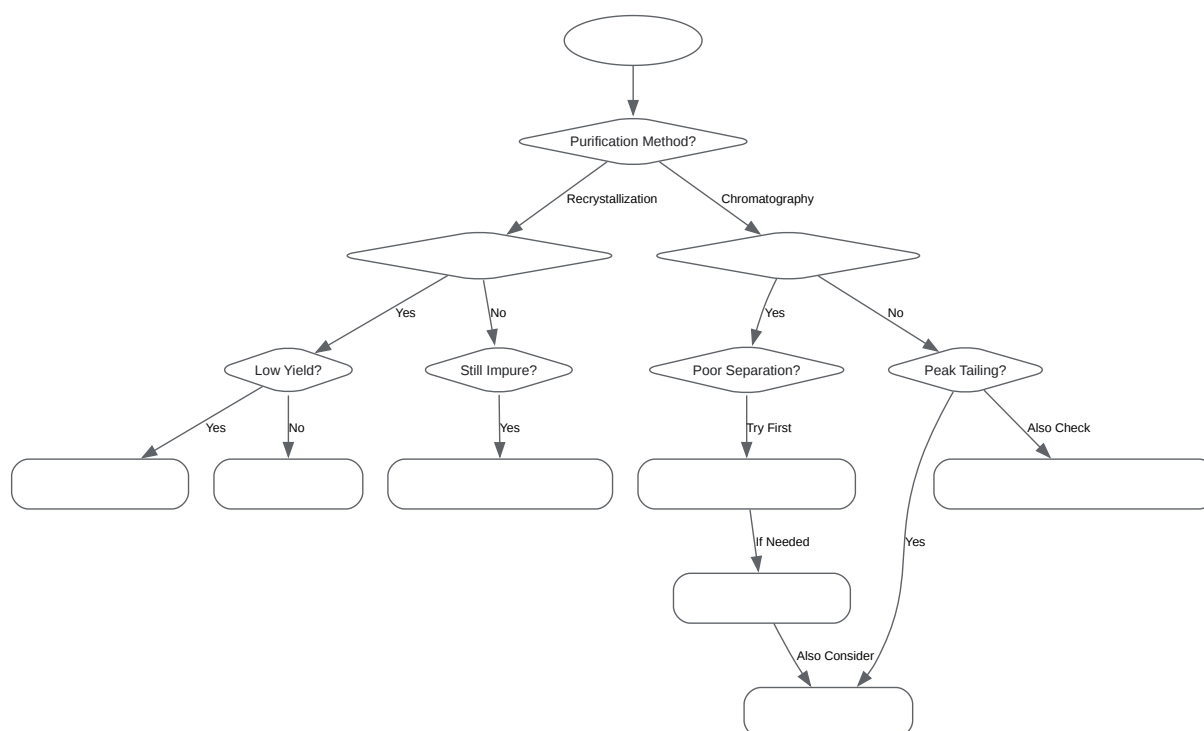 Purification Method?
Recrystallization
Chromatography
Yes
No
Yes
No
Low Yield?
Still Impure?
Poor Separation?
Peak Tailing?
Yes
No
Yes
Try First
Also Check
If Needed
Yes
Also Consider